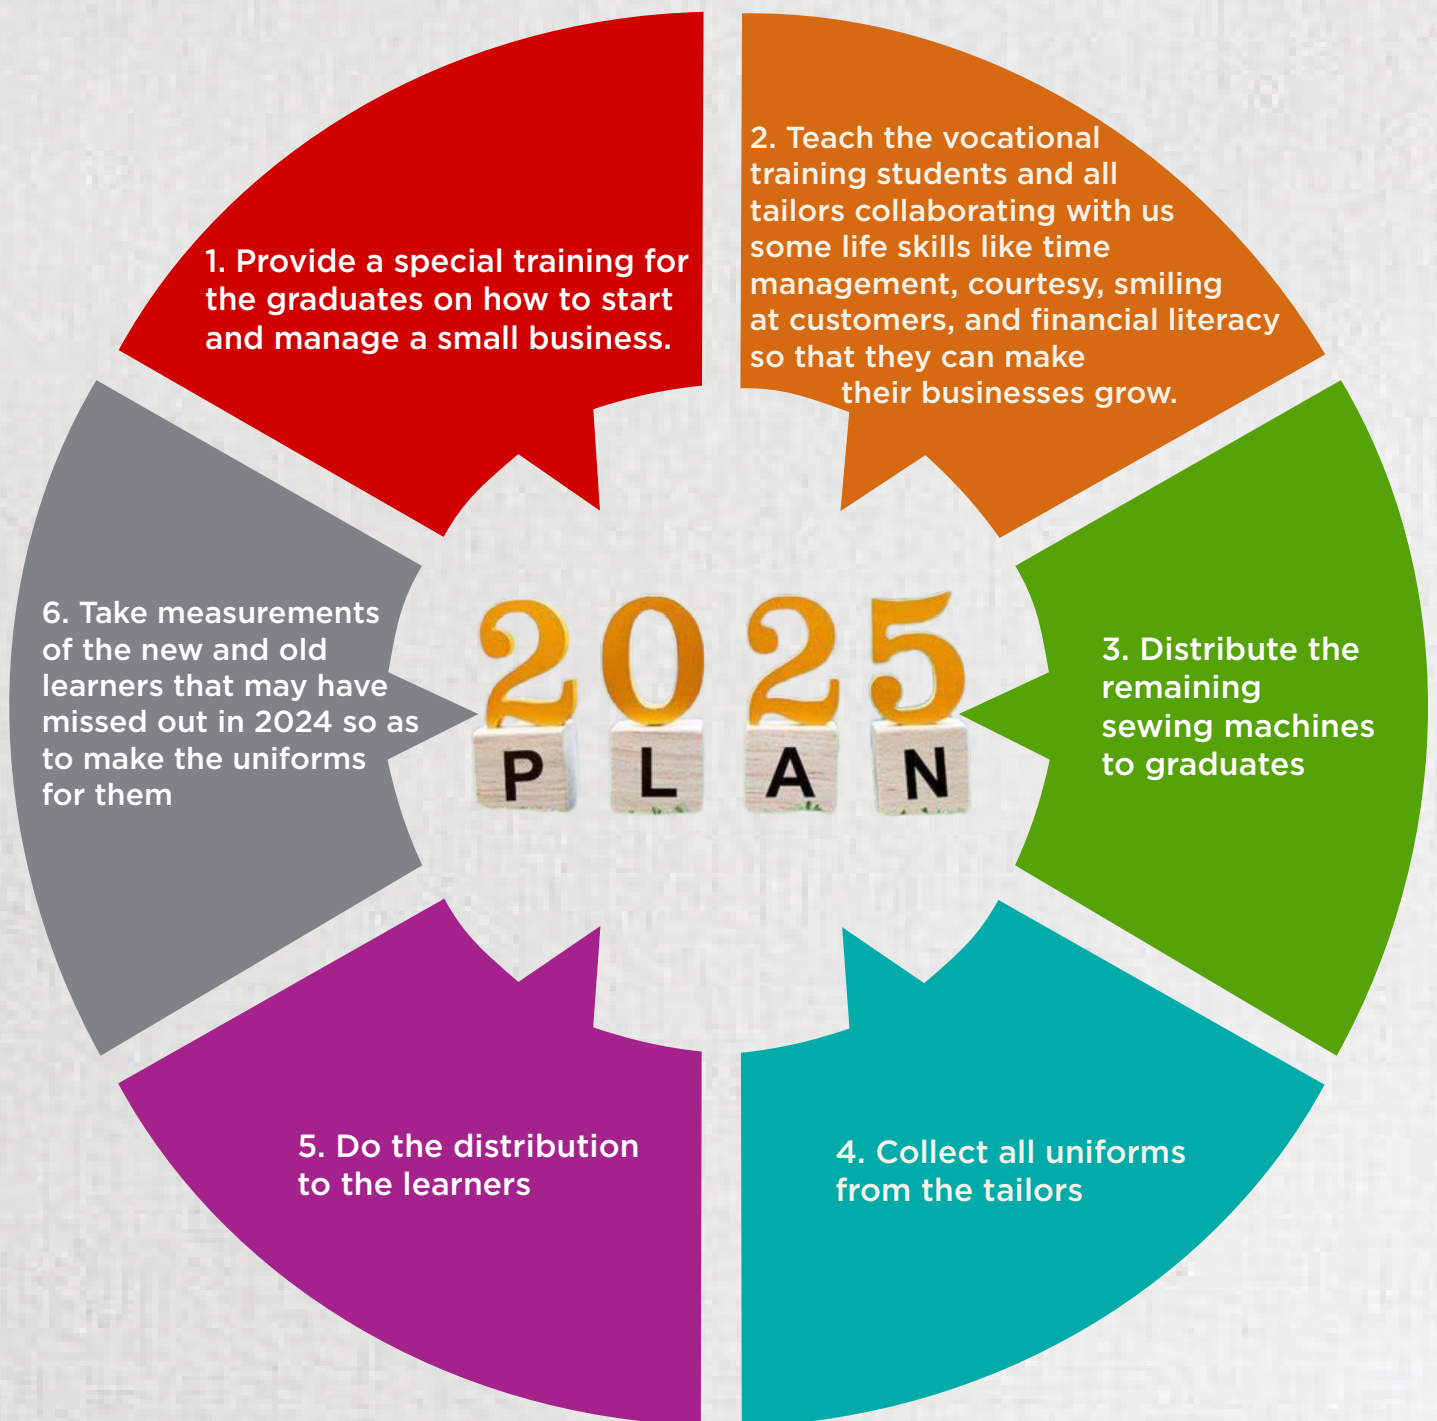 1. Provide a special training for
the graduates on how to start
and manage a small business.
2. Teach the vocational
training students and all
tailors collaborating with us
some life skills like time
management, courtesy, smiling
at customers, and financial literacy
so that they can make
their businesses grow.
3. Distribute the
remaining
sewing machines
to graduates
4. Collect all uniforms
from the tailors
5. Do the distribution
to the learners
6. Take measurements
of the new and old
learners that may have
missed out in 2024 so as
to make the uniforms
for them
2025
PLAN